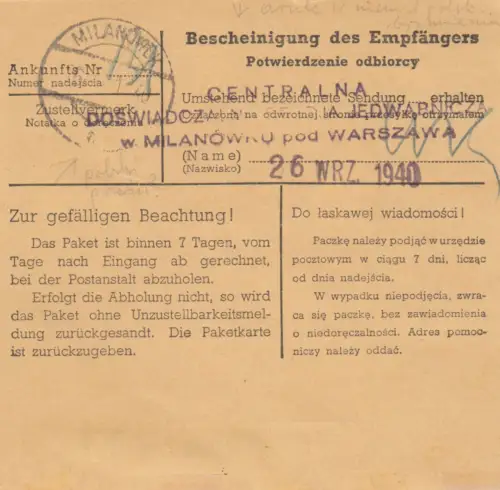 MILANÓWEK
Bescheinigung des Empfängers
Potwierdzenie odbiorcy
Ankunfts Nr
Numer nadejścia
Zustellvermerk
Notatka o doręczeniu
CENTRALNA
Umstehend bezeichnete Sendung erhalten
na odwrotnej stronie przesyłkę otrzymałem
DOŚWIADCZALNA JEDWABNICZA
w MILANÓWKU pod WARSZAWĄ
(Name)
(Nazwisko)
26 WRZ. 1940
Zur gefälligen Beachtung!
Das Paket ist binnen 7 Tagen, vom
Tage nach Eingang ab gerechnet,
bei der Postanstalt abzuholen.
Erfolgt die Abholung nicht, so wird
das Paket ohne Unzustellbarkeitsmel-
dung zurückgesandt. Die Paketkarte
ist zurückzugeben.
Do łaskawej wiadomości!
Paczkę należy podjąć w urzędzie
pocztowym w ciągu 7 dni, licząc
od dnia nadejścia.
W wypadku niepodjęcia, zwra-
ca się paczkę, bez zawiadomienia
o niedoręczalności. Adres pomoc-
niczy należy oddać.